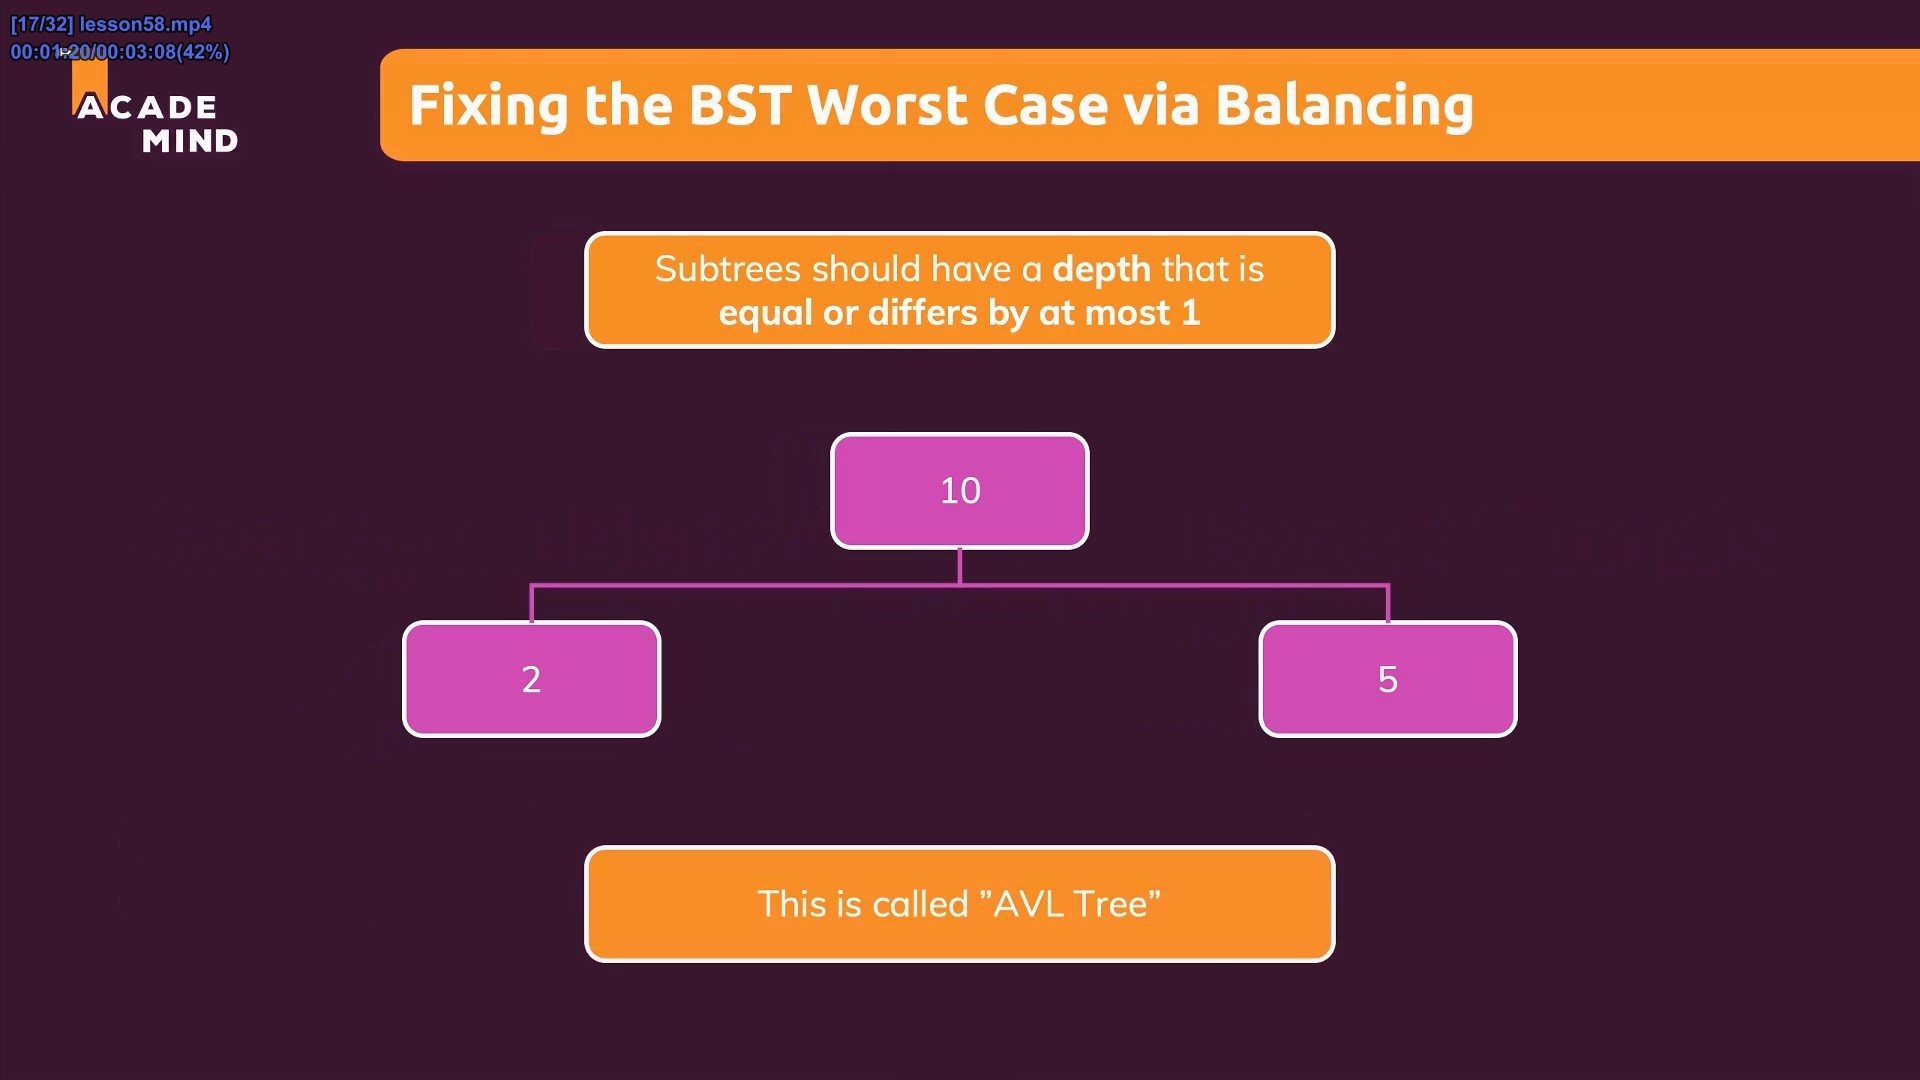 [17/32] lesson58.mp4
00:01:20/00:03:08(42%)
ACADE
MIND
Fixing the BST Worst Case via Balancing
Subtrees should have a depth that is
equal or differs by at most 1
10
2
5
This is called ”AVL Tree”